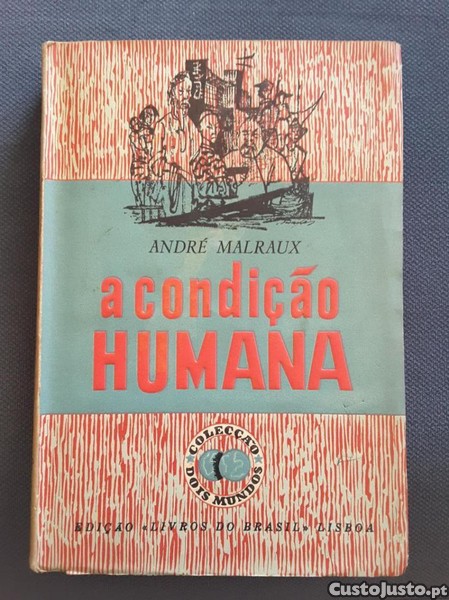 ANDRÉ MALRAUX
a condição
HUMANA
COLECÇÃO
DOIS MUNDOS
EDIÇÃO «LIVROS DO BRASIL» LISBOA
CustoJusto.pt